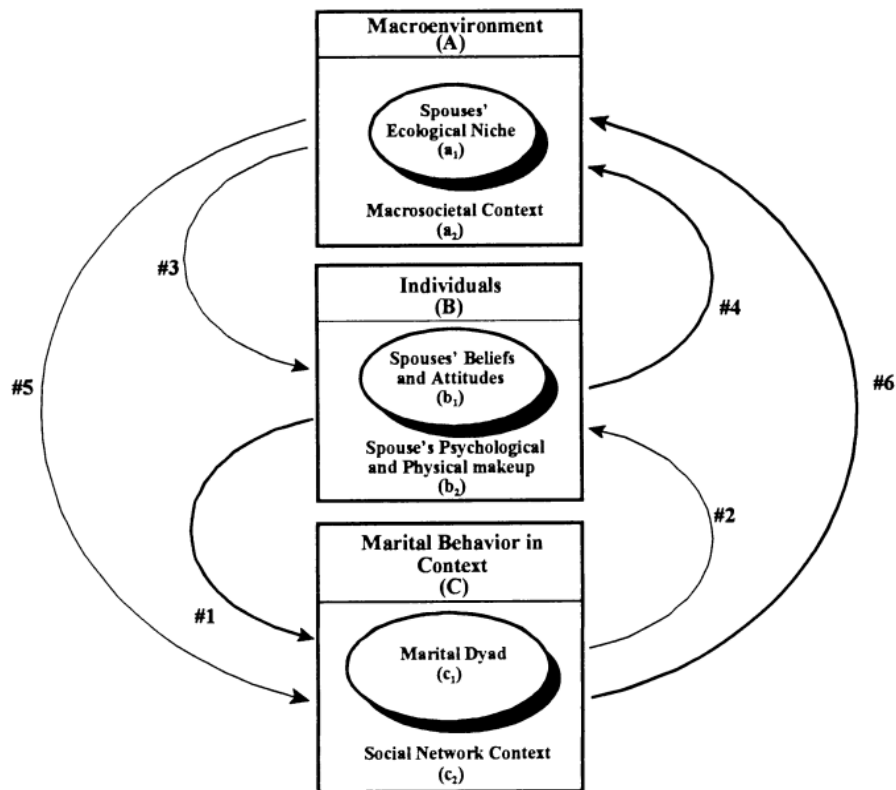 Macroenvironment
(A)
Spouses'
Ecological Niche
(a₁)
Macrosocietal Context
(a₂)
#3
Individuals
(B)
#4
Spouses' Beliefs
and Attitudes
(b₁)
#5
#6
Spouse's Psychological
and Physical makeup
(b₂)
#2
Marital Behavior in
Context
(C)
#1
Marital Dyad
(c₁)
Social Network Context
(c₂)